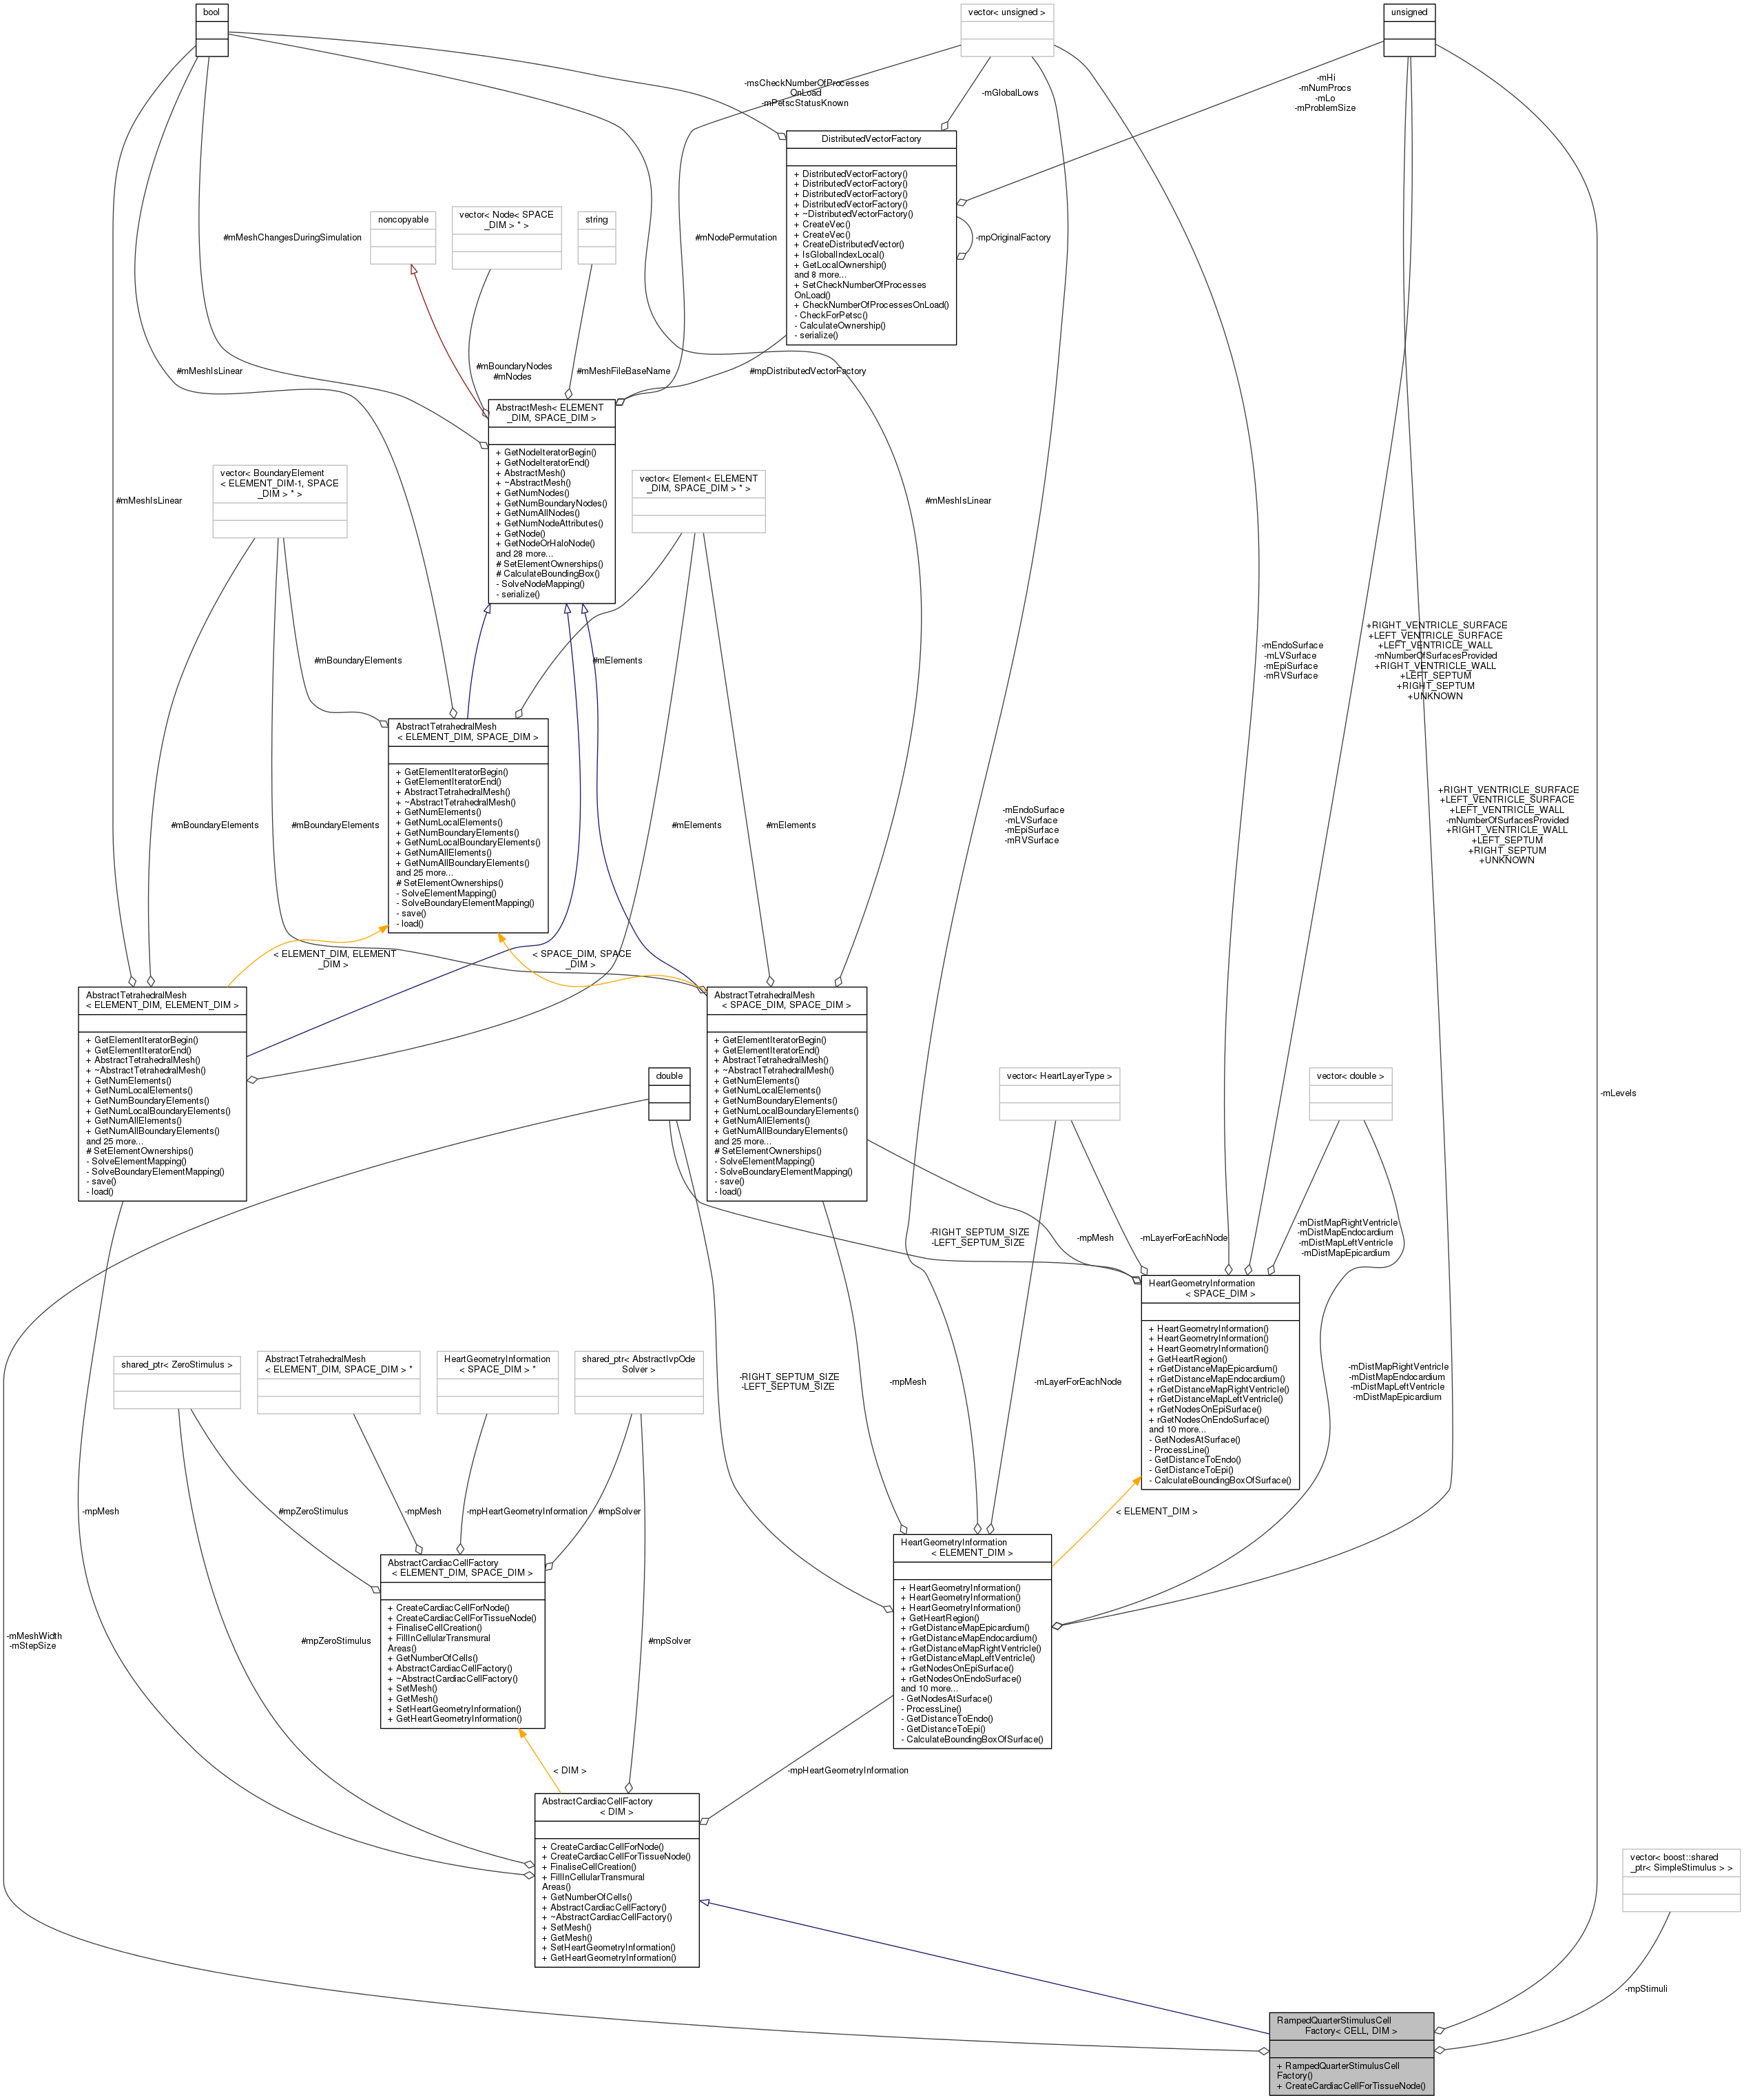 bool
vector< unsigned >
unsigned
-msCheckNumberOfProcesses
OnLoad
-mPetscStatusKnown
-mGlobalLows
-mHi
-mNumProcs
-mLo
-mProblemSize
DistributedVectorFactory
+ DistributedVectorFactory()
+ DistributedVectorFactory()
+ DistributedVectorFactory()
+ DistributedVectorFactory()
+ ~DistributedVectorFactory()
+ CreateVec()
+ CreateVec()
+ CreateDistributedVector()
+ IsGlobalIndexLocal()
+ GetLocalOwnership()
and 8 more...
+ SetCheckNumberOfProcesses
OnLoad()
+ CheckNumberOfProcessesOnLoad()
- CheckForPetsc()
- CalculateOwnership()
- serialize()
-mpOriginalFactory
noncopyable
vector< Node< SPACE
_DIM > * >
string
#mMeshChangesDuringSimulation
#mNodePermutation
#mMeshIsLinear
#mBoundaryNodes
#mNodes
#mMeshFileBaseName
#mpDistributedVectorFactory
AbstractMesh< ELEMENT
_DIM, SPACE_DIM >
+ GetNodeIteratorBegin()
+ GetNodeIteratorEnd()
+ AbstractMesh()
+ ~AbstractMesh()
+ GetNumNodes()
+ GetNumBoundaryNodes()
+ GetNumAllNodes()
+ GetNumNodeAttributes()
+ GetNode()
+ GetNodeOrHaloNode()
and 28 more...
# SetElementOwnerships()
# CalculateBoundingBox()
- SolveNodeMapping()
- serialize()
vector< BoundaryElement
< ELEMENT_DIM-1, SPACE
_DIM > * >
vector< Element< ELEMENT
_DIM, SPACE_DIM > * >
#mMeshIsLinear
#mMeshIsLinear
#mBoundaryElements
#mElements
-mEndoSurface
-mLVSurface
-mEpiSurface
-mRVSurface
+RIGHT_VENTRICLE_SURFACE
+LEFT_VENTRICLE_SURFACE
+LEFT_VENTRICLE_WALL
-mNumberOfSurfacesProvided
+RIGHT_VENTRICLE_WALL
+LEFT_SEPTUM
+RIGHT_SEPTUM
+UNKNOWN
AbstractTetrahedralMesh
< ELEMENT_DIM, SPACE_DIM >
+ GetElementIteratorBegin()
+ GetElementIteratorEnd()
+ AbstractTetrahedralMesh()
+ ~AbstractTetrahedralMesh()
+ GetNumElements()
+ GetNumLocalElements()
+ GetNumBoundaryElements()
+ GetNumLocalBoundaryElements()
+ GetNumAllElements()
+ GetNumAllBoundaryElements()
and 25 more...
# SetElementOwnerships()
- SolveElementMapping()
- SolveBoundaryElementMapping()
- save()
- load()
#mBoundaryElements
#mBoundaryElements
#mElements
#mElements
-mEndoSurface
-mLVSurface
-mEpiSurface
-mRVSurface
+RIGHT_VENTRICLE_SURFACE
+LEFT_VENTRICLE_SURFACE
+LEFT_VENTRICLE_WALL
-mNumberOfSurfacesProvided
+RIGHT_VENTRICLE_WALL
+LEFT_SEPTUM
+RIGHT_SEPTUM
+UNKNOWN
< ELEMENT_DIM, ELEMENT
_DIM >
< SPACE_DIM, SPACE
_DIM >
AbstractTetrahedralMesh
< ELEMENT_DIM, ELEMENT_DIM >
+ GetElementIteratorBegin()
+ GetElementIteratorEnd()
+ AbstractTetrahedralMesh()
+ ~AbstractTetrahedralMesh()
+ GetNumElements()
+ GetNumLocalElements()
+ GetNumBoundaryElements()
+ GetNumLocalBoundaryElements()
+ GetNumAllElements()
+ GetNumAllBoundaryElements()
and 25 more...
# SetElementOwnerships()
- SolveElementMapping()
- SolveBoundaryElementMapping()
- save()
- load()
AbstractTetrahedralMesh
< SPACE_DIM, SPACE_DIM >
+ GetElementIteratorBegin()
+ GetElementIteratorEnd()
+ AbstractTetrahedralMesh()
+ ~AbstractTetrahedralMesh()
+ GetNumElements()
+ GetNumLocalElements()
+ GetNumBoundaryElements()
+ GetNumLocalBoundaryElements()
+ GetNumAllElements()
+ GetNumAllBoundaryElements()
and 25 more...
# SetElementOwnerships()
- SolveElementMapping()
- SolveBoundaryElementMapping()
- save()
- load()
double
vector< HeartLayerType >
vector< double >
-mLevels
-RIGHT_SEPTUM_SIZE
-LEFT_SEPTUM_SIZE
-mpMesh
-mLayerForEachNode
-mDistMapRightVentricle
-mDistMapEndocardium
-mDistMapLeftVentricle
-mDistMapEpicardium
HeartGeometryInformation
< SPACE_DIM >
+ HeartGeometryInformation()
+ HeartGeometryInformation()
+ HeartGeometryInformation()
+ GetHeartRegion()
+ rGetDistanceMapEpicardium()
+ rGetDistanceMapEndocardium()
+ rGetDistanceMapRightVentricle()
+ rGetDistanceMapLeftVentricle()
+ rGetNodesOnEpiSurface()
+ rGetNodesOnEndoSurface()
and 10 more...
- GetNodesAtSurface()
- ProcessLine()
- GetDistanceToEndo()
- GetDistanceToEpi()
- CalculateBoundingBoxOfSurface()
shared_ptr< ZeroStimulus >
AbstractTetrahedralMesh
< ELEMENT_DIM, SPACE_DIM > *
HeartGeometryInformation
< SPACE_DIM > *
shared_ptr< AbstractIvpOde
Solver >
-RIGHT_SEPTUM_SIZE
-LEFT_SEPTUM_SIZE
-mpMesh
-mLayerForEachNode
-mDistMapRightVentricle
-mDistMapEndocardium
-mDistMapLeftVentricle
-mDistMapEpicardium
-mpMesh
#mpZeroStimulus
-mpMesh
-mpHeartGeometryInformation
#mpSolver
< ELEMENT_DIM >
AbstractCardiacCellFactory
< ELEMENT_DIM, SPACE_DIM >
+ CreateCardiacCellForNode()
+ CreateCardiacCellForTissueNode()
+ FinaliseCellCreation()
+ FillInCellularTransmural
Areas()
+ GetNumberOfCells()
+ AbstractCardiacCellFactory()
+ ~AbstractCardiacCellFactory()
+ SetMesh()
+ GetMesh()
+ SetHeartGeometryInformation()
+ GetHeartGeometryInformation()
HeartGeometryInformation
< ELEMENT_DIM >
+ HeartGeometryInformation()
+ HeartGeometryInformation()
+ HeartGeometryInformation()
+ GetHeartRegion()
+ rGetDistanceMapEpicardium()
+ rGetDistanceMapEndocardium()
+ rGetDistanceMapRightVentricle()
+ rGetDistanceMapLeftVentricle()
+ rGetNodesOnEpiSurface()
+ rGetNodesOnEndoSurface()
and 10 more...
- GetNodesAtSurface()
- ProcessLine()
- GetDistanceToEndo()
- GetDistanceToEpi()
- CalculateBoundingBoxOfSurface()
-mMeshWidth
-mStepSize
#mpZeroStimulus
#mpSolver
< DIM >
-mpHeartGeometryInformation
AbstractCardiacCellFactory
< DIM >
+ CreateCardiacCellForNode()
+ CreateCardiacCellForTissueNode()
+ FinaliseCellCreation()
+ FillInCellularTransmural
Areas()
+ GetNumberOfCells()
+ AbstractCardiacCellFactory()
+ ~AbstractCardiacCellFactory()
+ SetMesh()
+ GetMesh()
+ SetHeartGeometryInformation()
+ GetHeartGeometryInformation()
vector< boost::shared
_ptr< SimpleStimulus > >
-mpStimuli
RampedQuarterStimulusCell
Factory< CELL, DIM >
+ RampedQuarterStimulusCell
Factory()
+ CreateCardiacCellForTissueNode()